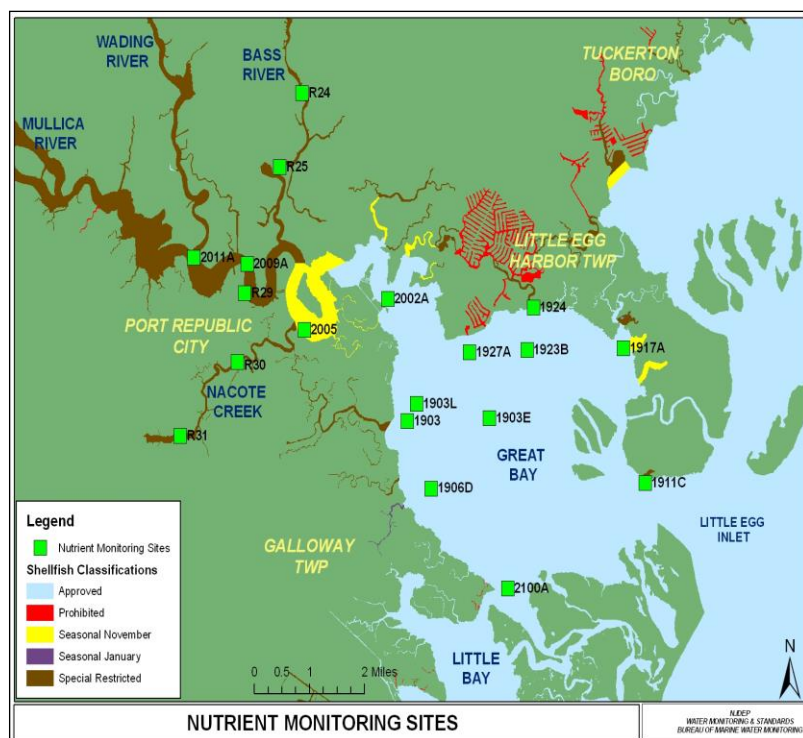 WADING
RIVER
BASS
RIVER
TUCKERTON
BORO
R24
MULLICA
RIVER
R25
LITTLE EGG
HARBOR TWP
2011A
2009A
R29
2002A
1924
PORT REPUBLIC
CITY
2005
1927A
1923B
1917A
R30
NACOTE
CREEK
1903L
1903
1903E
R31
GREAT
BAY
1906D
1911C
LITTLE EGG
INLET
GALLOWAY
TWP
2100A
LITTLE
BAY
Legend
Nutrient Monitoring Sites
Shellfish Classifications
Approved
Prohibited
Seasonal November
Seasonal January
Special Restricted
0 0.5 1 2 Miles
N
NUTRIENT MONITORING SITES
NJDEP
WATER MONITORING & STANDARDS
BUREAU OF MARINE WATER MONITORING